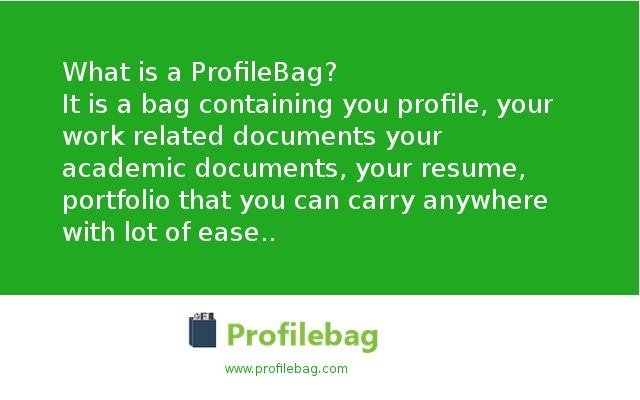 What is a ProfileBag?
It is a bag containing you profile, your
work related documents your
academic documents, your resume,
portfolio that you can carry anywhere
with lot of ease..
Profilebag
www.profilebag.com